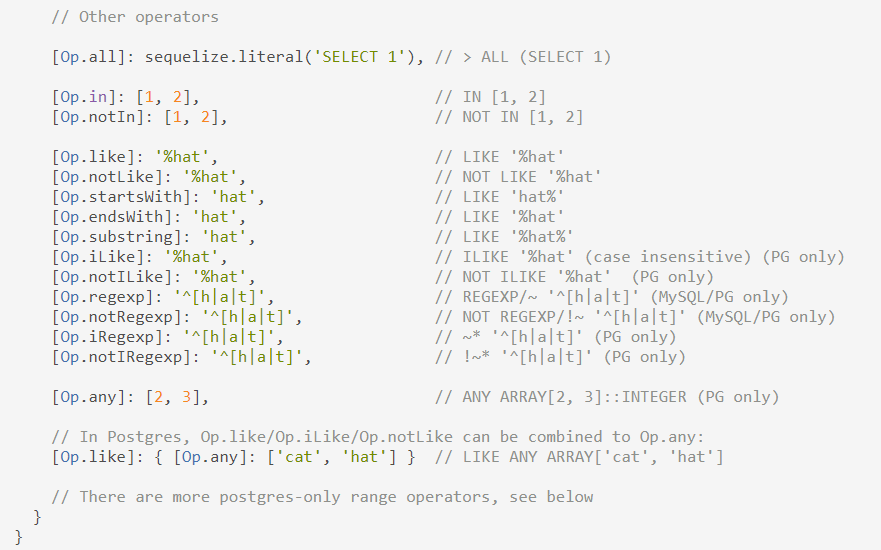 // Other operators
[Op.all]: sequelize.literal('SELECT 1'), // > ALL (SELECT 1)
[Op.in]: [1, 2], // IN [1, 2]
[Op.notIn]: [1, 2], // NOT IN [1, 2]
[Op.like]: '%hat', // LIKE '%hat'
[Op.notLike]: '%hat', // NOT LIKE '%hat'
[Op.startsWith]: 'hat', // LIKE 'hat%'
[Op.endsWith]: 'hat', // LIKE '%hat'
[Op.substring]: 'hat', // LIKE '%hat%'
[Op.iLike]: '%hat', // ILIKE '%hat' (case insensitive) (PG only)
[Op.notILike]: '%hat', // NOT ILIKE '%hat'  (PG only)
[Op.regexp]: '^[h|a|t]', // REGEXP/~ '^[h|a|t]' (MySQL/PG only)
[Op.notRegexp]: '^[h|a|t]', // NOT REGEXP/!~ '^[h|a|t]' (MySQL/PG only)
[Op.iRegexp]: '^[h|a|t]', // ~* '^[h|a|t]' (PG only)
[Op.notIRegexp]: '^[h|a|t]', // !~* '^[h|a|t]' (PG only)
[Op.any]: [2, 3], // ANY ARRAY[2, 3]::INTEGER (PG only)
// In Postgres, Op.like/Op.iLike/Op.notLike can be combined to Op.any:
[Op.like]: { [Op.any]: ['cat', 'hat'] } // LIKE ANY ARRAY['cat', 'hat']
// There are more postgres-only range operators, see below
}
}